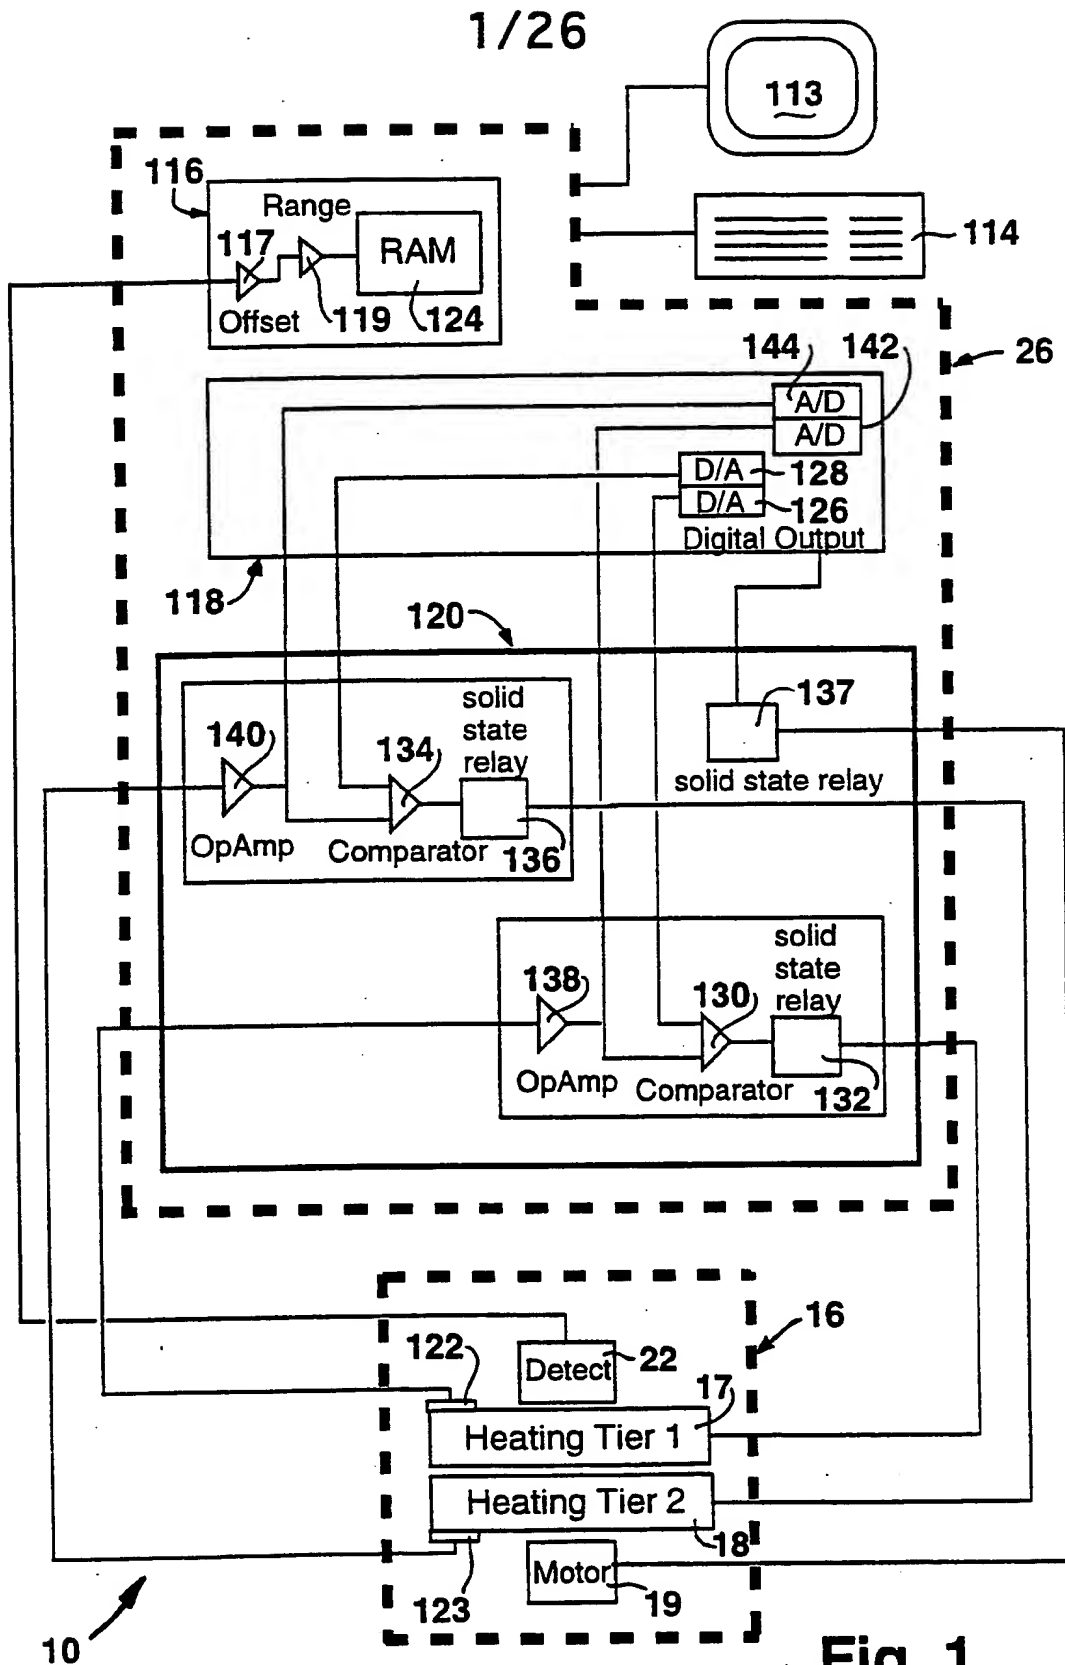 1/26
113
116
Range
117
RAM
114
Offset
119
124
144
142
26
A/D
A/D
D/A
128
D/A
126
Digital Output
118
120
solid
state
relay
137
140
134
solid state relay
OpAmp
Comparator
136
solid
state
relay
138
130
OpAmp
Comparator
132
16
122
Detect
22
17
Heating Tier 1
Heating Tier 2
18
Motor
19
123
10
Fig. 1